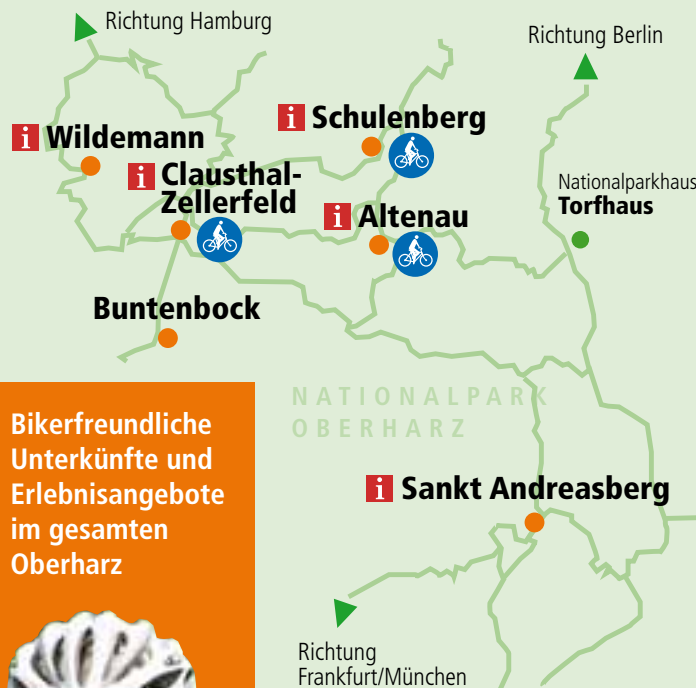 Richtung Hamburg
Richtung Berlin
i Schulenberg
i Wildemann
i Clausthal-
Zellerfeld
Nationalparkhaus
Torfhaus
i Altenau
Buntenbock
NATIONALPARK
OBERHARZ
Bikerfreundliche
Unterkünfte und
Erlebnisangebote
im gesamten
Oberharz
i Sankt Andreasberg
Richtung
Frankfurt/München